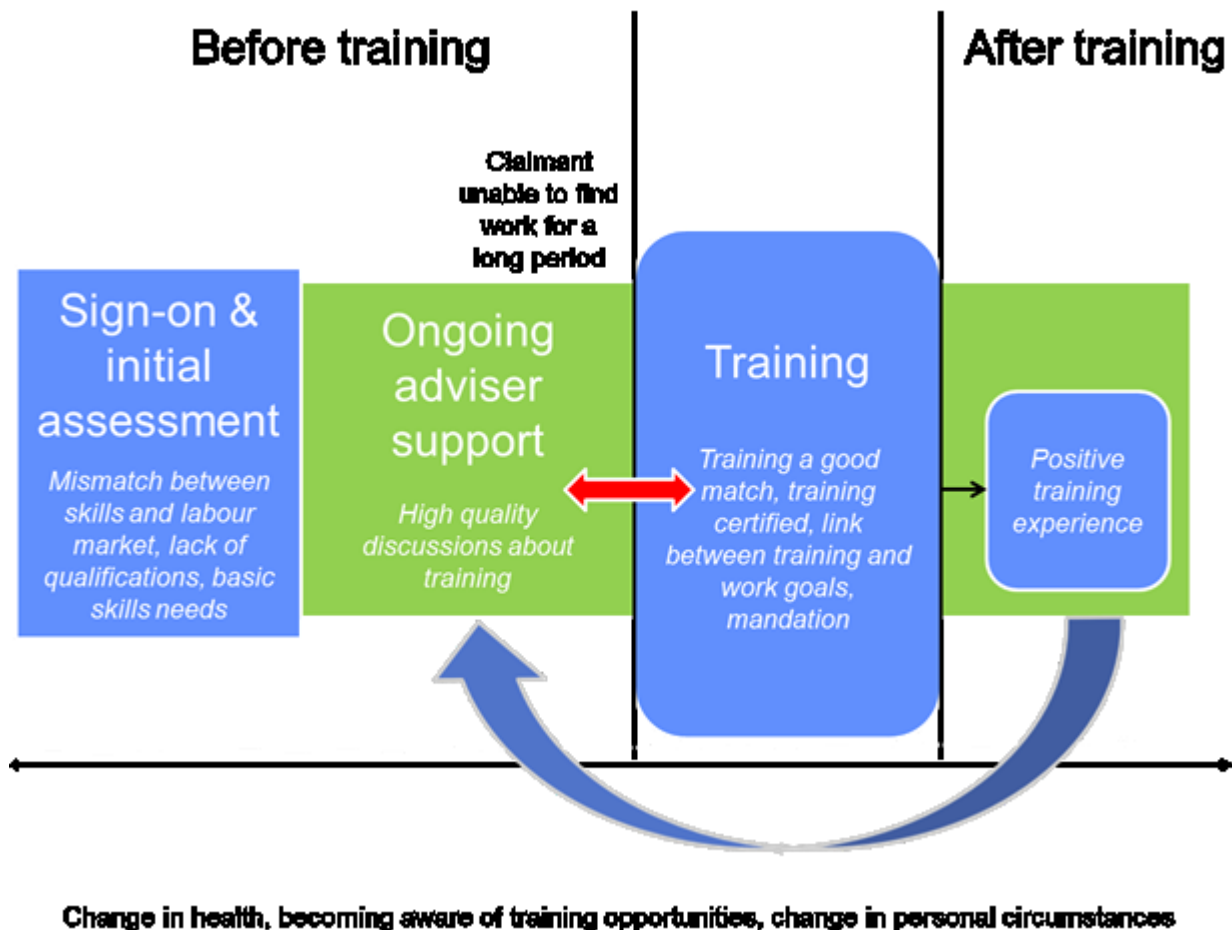 Before training
After training
Claimant
unable to find
work for a
long period
Sign-on &
initial
assessment
Mismatch between
skills and labour
market, lack of
qualifications, basic
skills needs
Ongoing
adviser
support
High quality
discussions about
training
Training
Training a good
match, training
certified, link
between training and
work goals,
mandation
Positive
training
experience
Change in health, becoming aware of training opportunities, change in personal circumstances